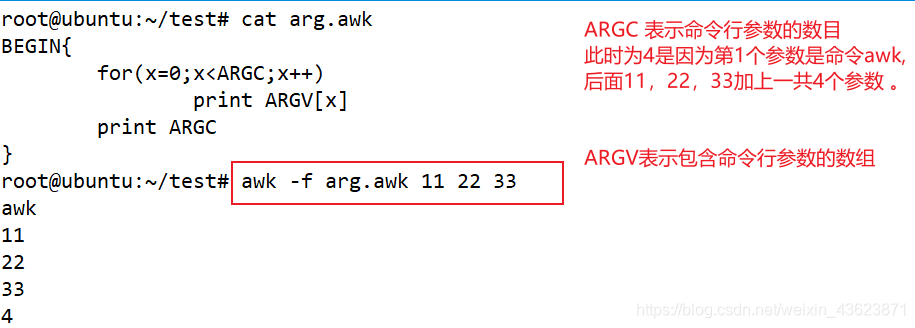 root@ubuntu:~/test# cat arg.awk
BEGIN{
        for(x=0;x<ARGC;x++)
                print ARGV[x]
        print ARGC
}
root@ubuntu:~/test# awk -f arg.awk 11 22 33
awk
11
22
33
4
ARGC 表示命令行参数的数目
此时为4是因为第1个参数是命令awk,
后面11，22，33加上一共4个参数 。
ARGV表示包含命令行参数的数组
https://blog.csdn.net/weixin_43623871